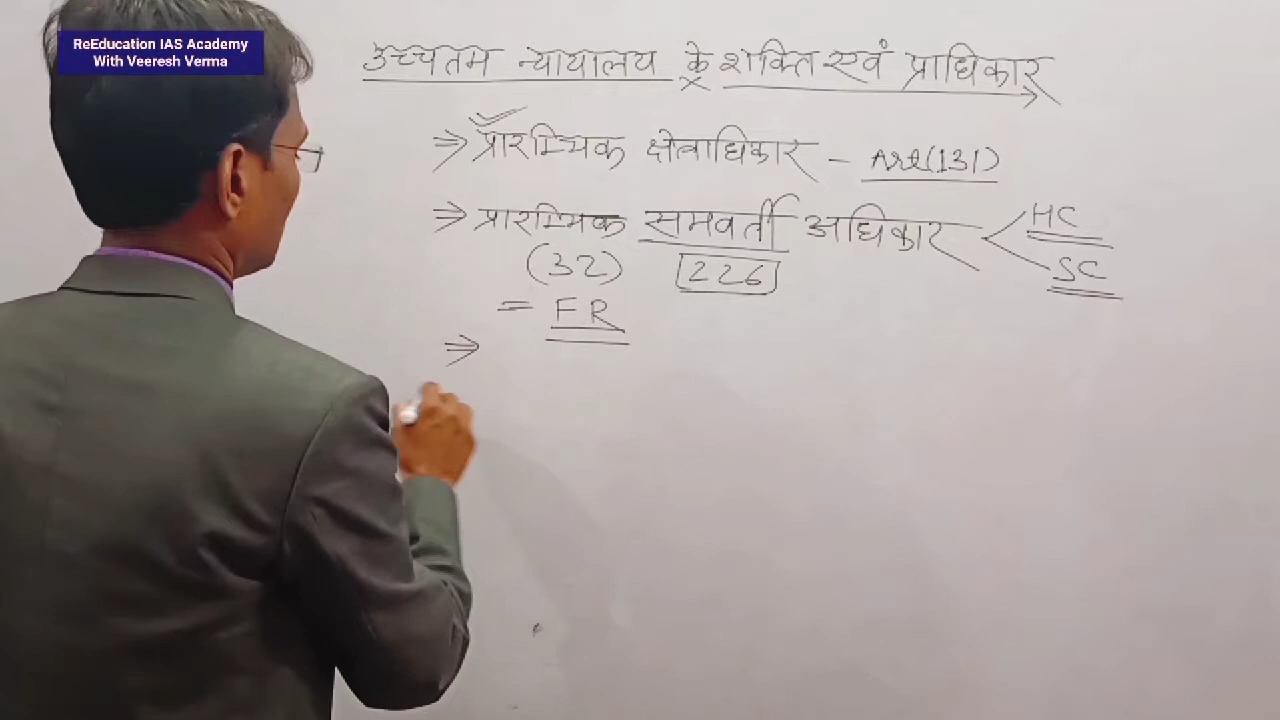 ReEducation IAS Academy
With Veeresh Verma
उच्चतम न्यायालय के शक्ति एवं प्राधिकार
⇒ प्रारम्भिक क्षेत्राधिकार - Art(131)
⇒ प्रारम्भिक समवर्ती अधिकार < HC
SC
(32) 226
= FR
⇒